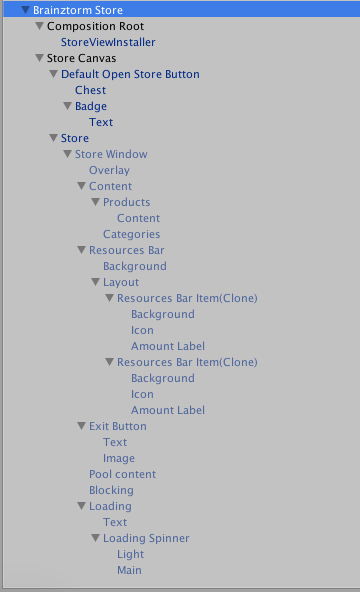 Brainztorm Store
Composition Root
StoreViewInstaller
Store Canvas
Default Open Store Button
Chest
Badge
Text
Store
Store Window
Overlay
Content
Products
Content
Categories
Resources Bar
Background
Layout
Resources Bar Item(Clone)
Background
Icon
Amount Label
Resources Bar Item(Clone)
Background
Icon
Amount Label
Exit Button
Text
Image
Pool content
Blocking
Loading
Text
Loading Spinner
Light
Main